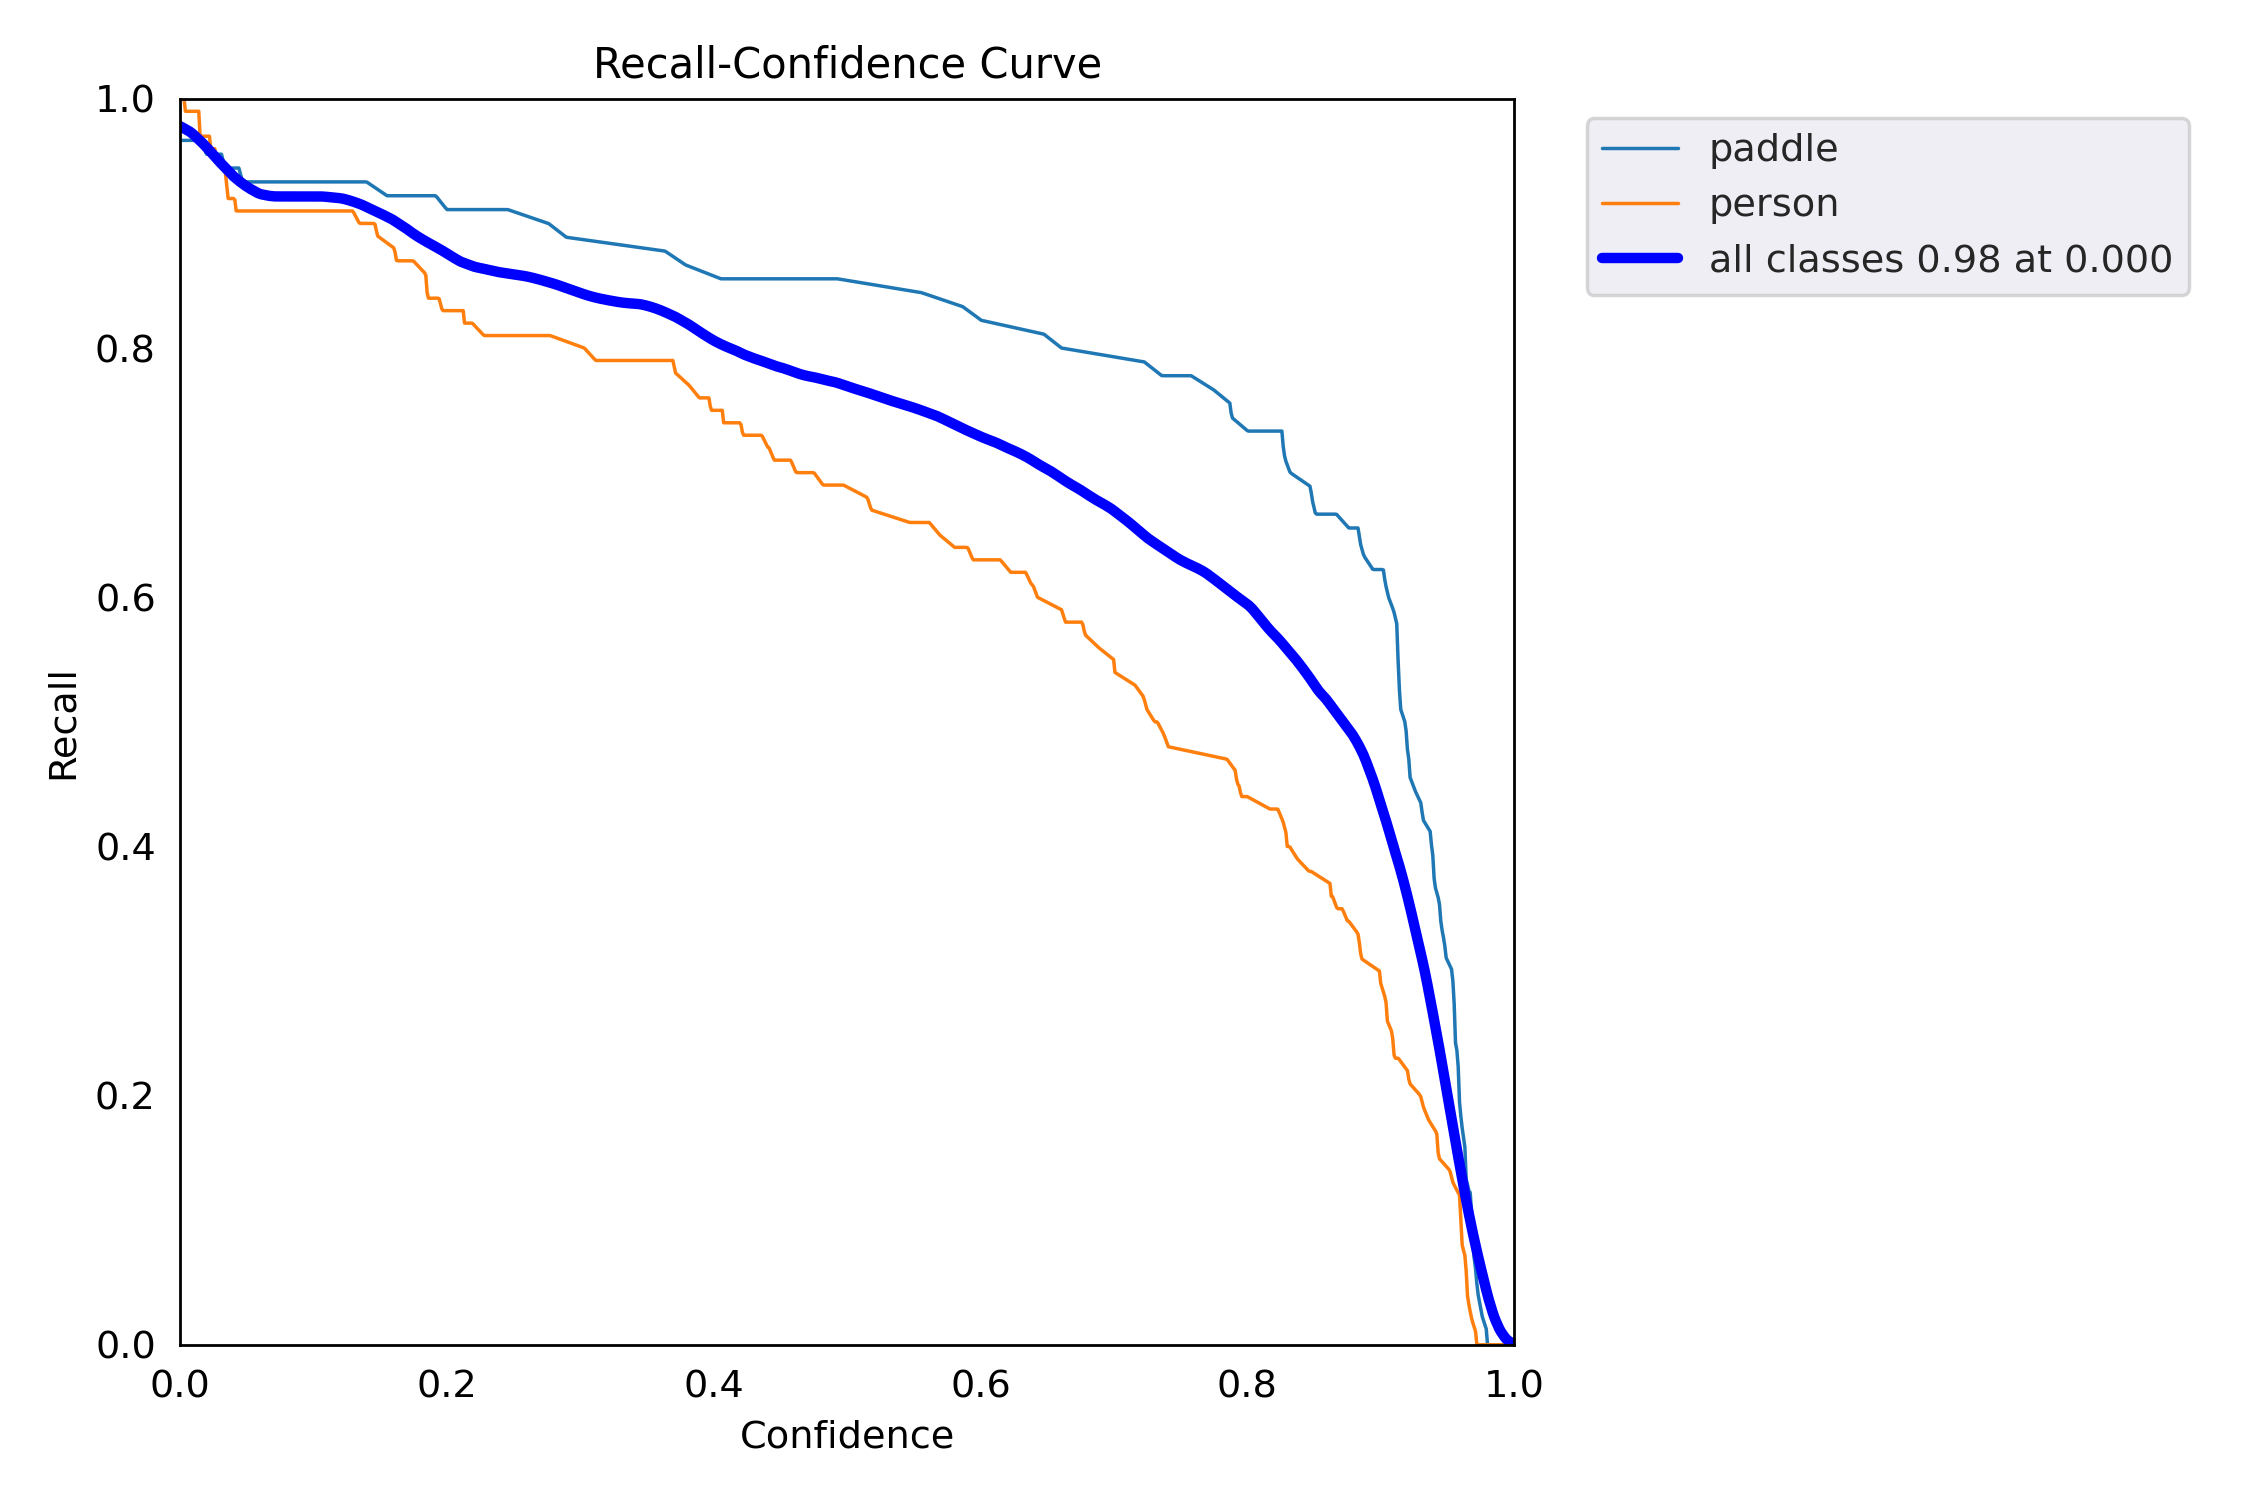 Recall-Confidence Curve
1.0
0.8
0.6
0.4
0.2
0.0
Recall
0.0 0.2 0.4 0.6 0.8 1.0
Confidence
paddle
person
all classes 0.98 at 0.000